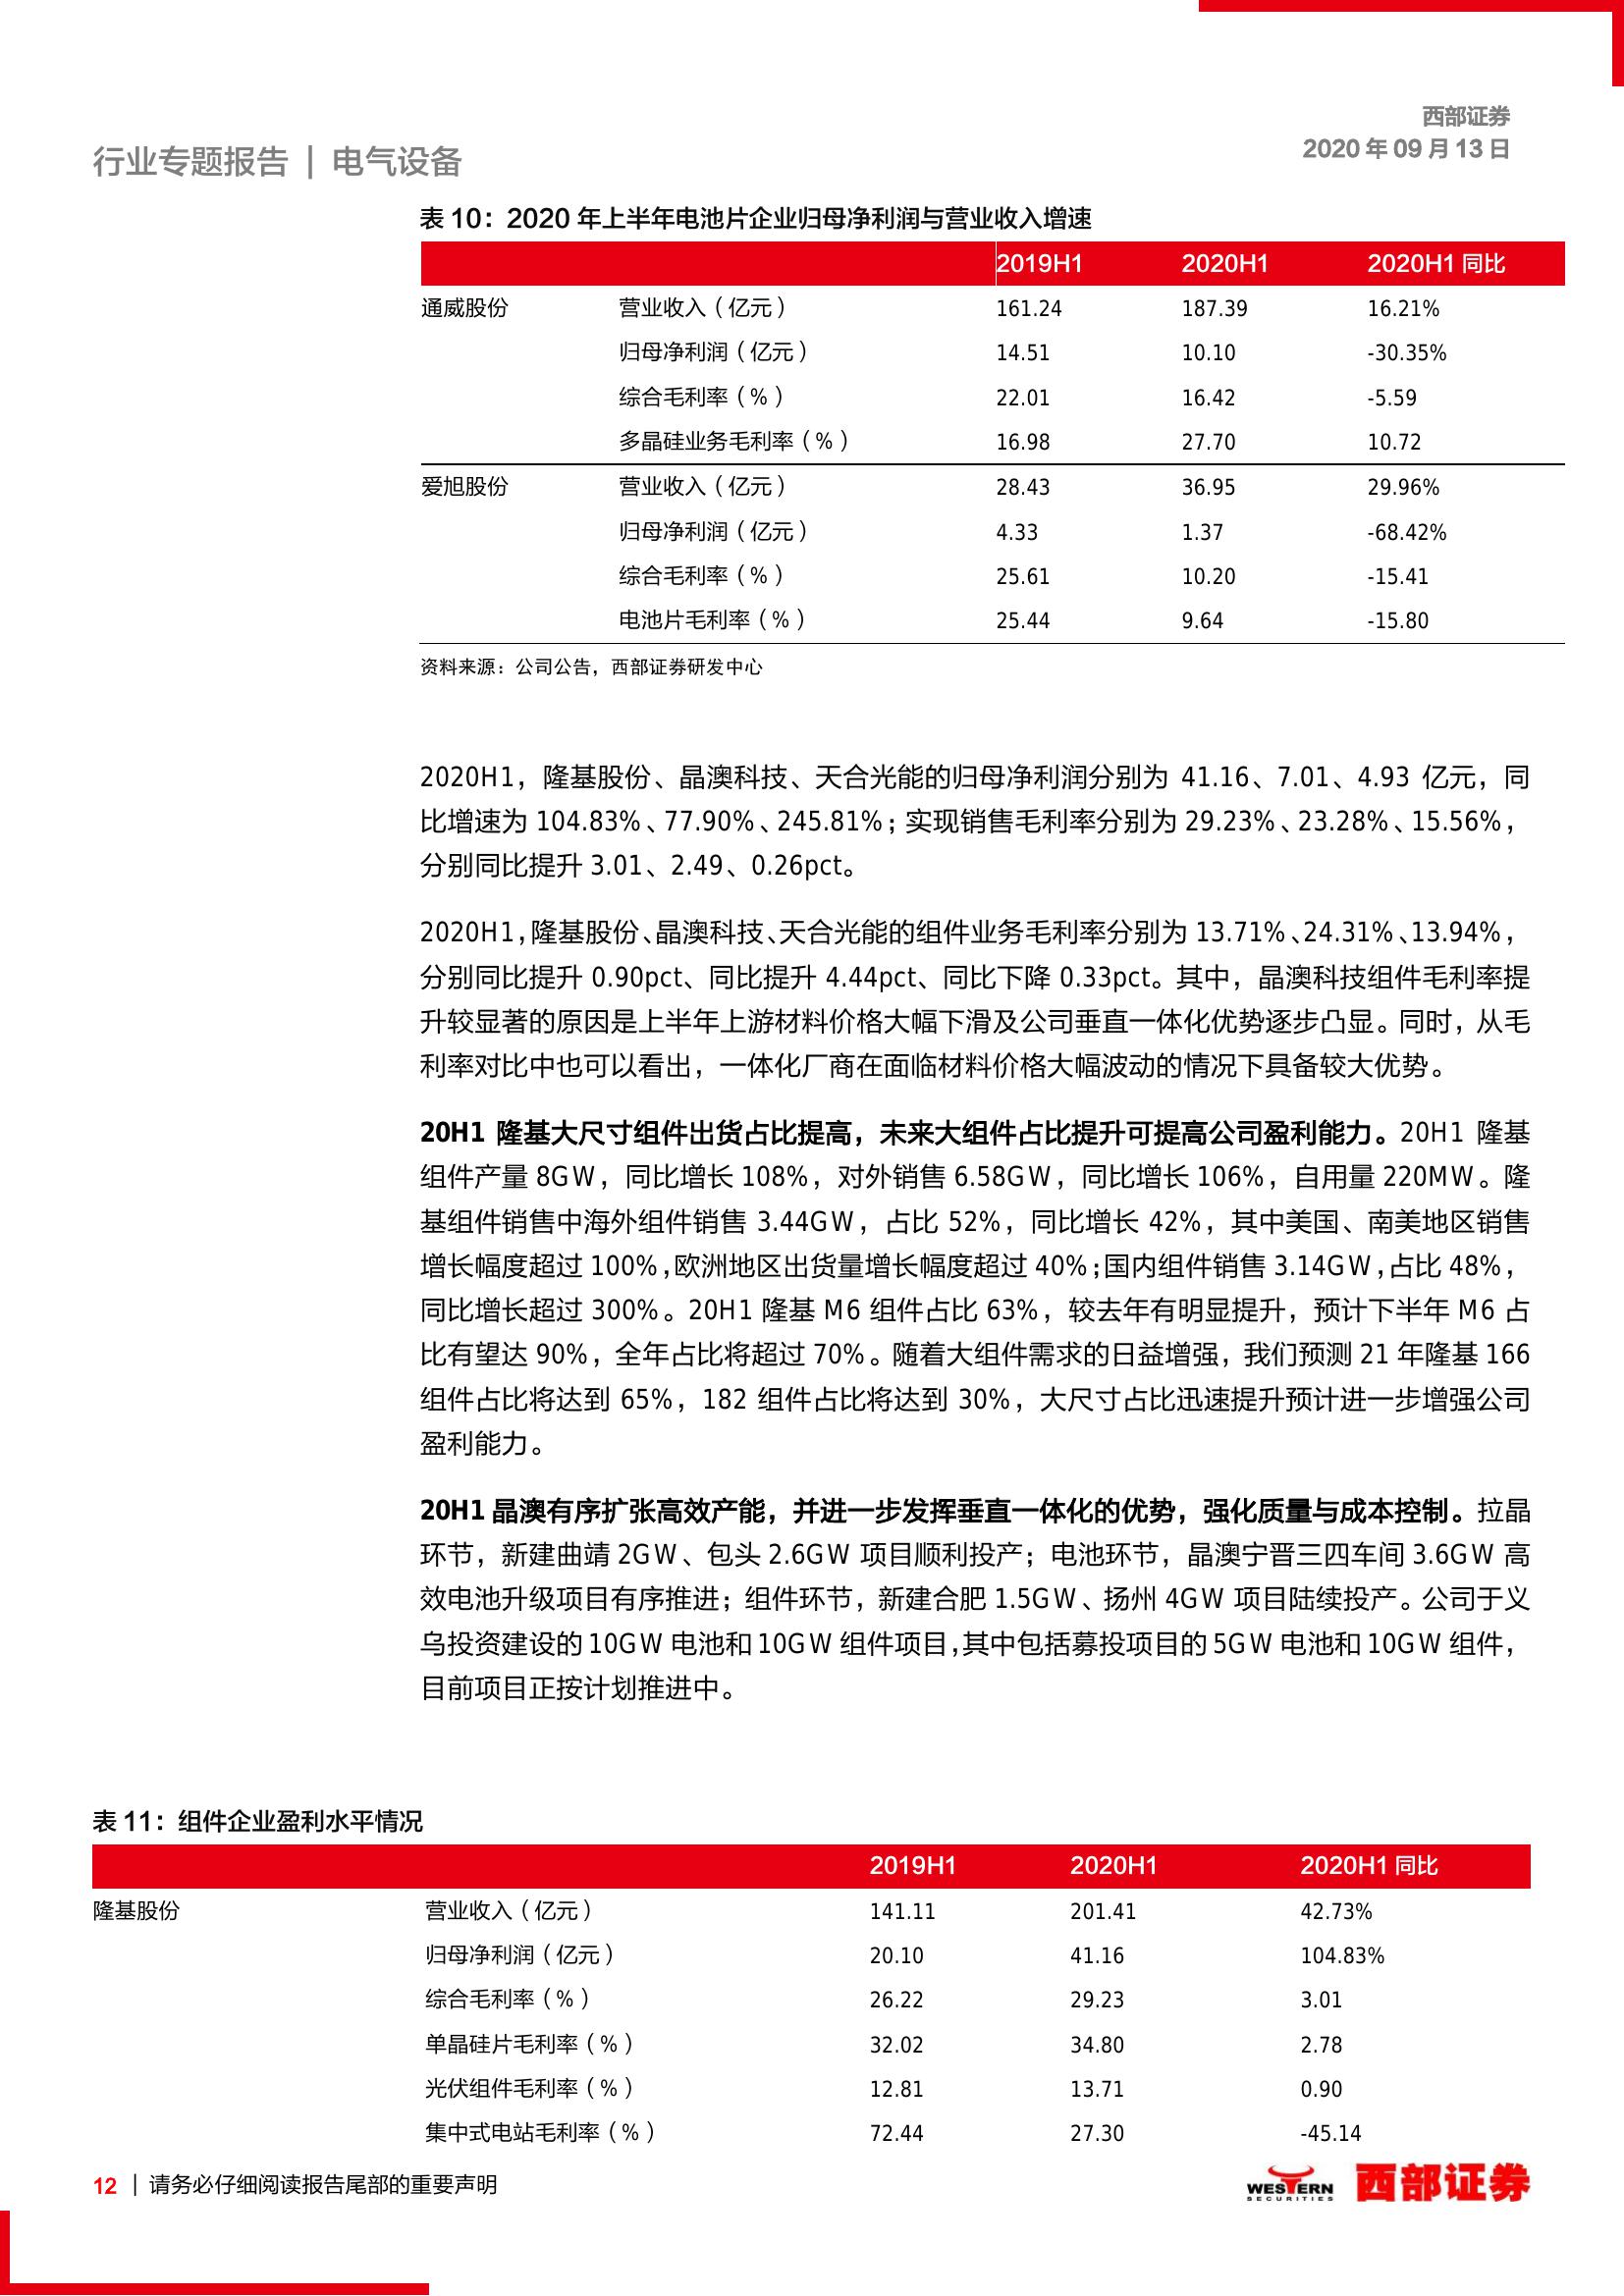 西部证券
2020 年 09 月 13 日
行业专题报告 | 电气设备
表 10：2020 年上半年电池片企业归母净利润与营业收入增速
2019H1 2020H1 2020H1 同比
通威股份 营业收入（亿元） 161.24 187.39 16.21%
归母净利润（亿元） 14.51 10.10 -30.35%
综合毛利率（%） 22.01 16.42 -5.59
多晶硅业务毛利率（%） 16.98 27.70 10.72
爱旭股份 营业收入（亿元） 28.43 36.95 29.96%
归母净利润（亿元） 4.33 1.37 -68.42%
综合毛利率（%） 25.61 10.20 -15.41
电池片毛利率（%） 25.44 9.64 -15.80
资料来源：公司公告，西部证券研发中心
2020H1，隆基股份、晶澳科技、天合光能的归母净利润分别为 41.16、7.01、4.93 亿元，同
比增速为 104.83%、77.90%、245.81%；实现销售毛利率分别为 29.23%、23.28%、15.56%，
分别同比提升 3.01、2.49、0.26pct。
2020H1，隆基股份、晶澳科技、天合光能的组件业务毛利率分别为 13.71%、24.31%、13.94%，
分别同比提升 0.90pct、同比提升 4.44pct、同比下降 0.33pct。其中，晶澳科技组件毛利率提
升较显著的原因是上半年上游材料价格大幅下滑及公司垂直一体化优势逐步凸显。同时，从毛
利率对比中也可以看出，一体化厂商在面临材料价格大幅波动的情况下具备较大优势。
20H1 隆基大尺寸组件出货占比提高，未来大组件占比提升可提高公司盈利能力。20H1 隆基
组件产量 8GW，同比增长 108%，对外销售 6.58GW，同比增长 106%，自用量 220MW。隆
基组件销售中海外组件销售 3.44GW，占比 52%，同比增长 42%，其中美国、南美地区销售
增长幅度超过 100%，欧洲地区出货量增长幅度超过 40%；国内组件销售 3.14GW，占比 48%，
同比增长超过 300%。20H1 隆基 M6 组件占比 63%，较去年有明显提升，预计下半年 M6 占
比有望达 90%，全年占比将超过 70%。随着大组件需求的日益增强，我们预测 21 年隆基 166
组件占比将达到 65%，182 组件占比将达到 30%，大尺寸占比迅速提升预计进一步增强公司
盈利能力。
20H1 晶澳有序扩张高效产能，并进一步发挥垂直一体化的优势，强化质量与成本控制。拉晶
环节，新建曲靖 2GW、包头 2.6GW 项目顺利投产；电池环节，晶澳宁晋三四车间 3.6GW 高
效电池升级项目有序推进；组件环节，新建合肥 1.5GW、扬州 4GW 项目陆续投产。公司于义
乌投资建设的 10GW 电池和 10GW 组件项目，其中包括募投项目的 5GW 电池和 10GW 组件，
目前项目正按计划推进中。
表 11：组件企业盈利水平情况
2019H1 2020H1 2020H1 同比
隆基股份 营业收入（亿元） 141.11 201.41 42.73%
归母净利润（亿元） 20.10 41.16 104.83%
综合毛利率（%） 26.22 29.23 3.01
单晶硅片毛利率（%） 32.02 34.80 2.78
光伏组件毛利率（%） 12.81 13.71 0.90
集中式电站毛利率（%） 72.44 27.30 -45.14
12 | 请务必仔细阅读报告尾部的重要声明
WESTERN
SECURITIES
西部证券